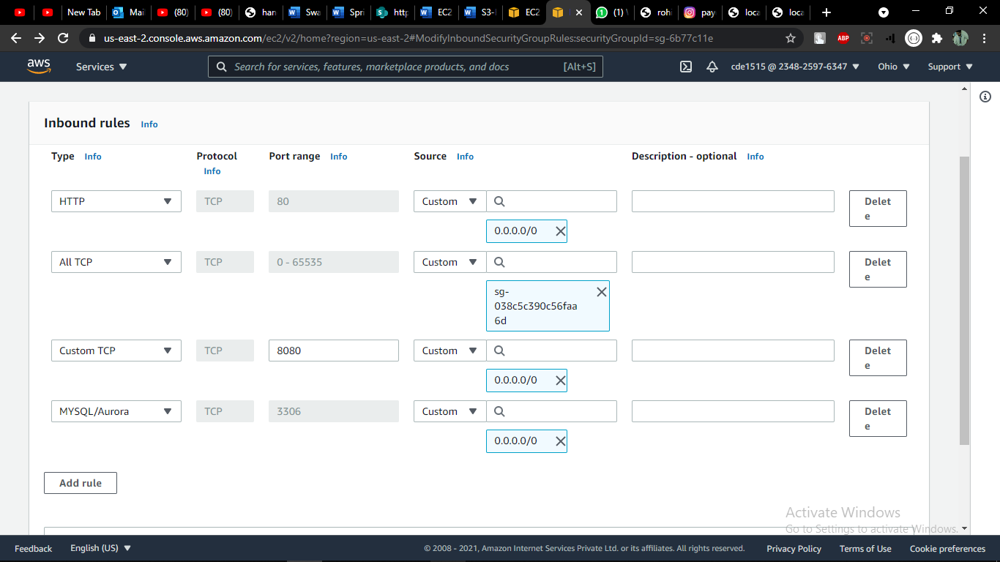 New Tab
Mai
(80)
(80)
han
Swa
Spri
http
EC2
S3-
EC2
(1)
rohi
pay
loca
loca
us-east-2.console.aws.amazon.com/ec2/v2/home?region=us-east-2#ModifyInboundSecurityGroupRules:securityGroupId=sg-6b77c11e
ABP
aws
Services
Search for services, features, marketplace products, and docs
[Alt+S]
cde1515 @ 2348-2597-6347
Ohio
Support
Inbound rules Info
Type Info
Protocol
Info
Port range Info
Source Info
Description - optional Info
HTTP
TCP
80
Custom
Delet
e
0.0.0.0/0
All TCP
TCP
0 - 65535
Custom
Delet
e
sg-
038c5c390c56faa
6d
Custom TCP
TCP
8080
Custom
Delet
e
0.0.0.0/0
MYSQL/Aurora
TCP
3306
Custom
Delet
e
0.0.0.0/0
Add rule
Activate Windows
Go to Settings to activate Windows.
Feedback
English (US)
© 2008 - 2021, Amazon Internet Services Private Ltd. or its affiliates. All rights reserved.
Privacy Policy
Terms of Use
Cookie preferences